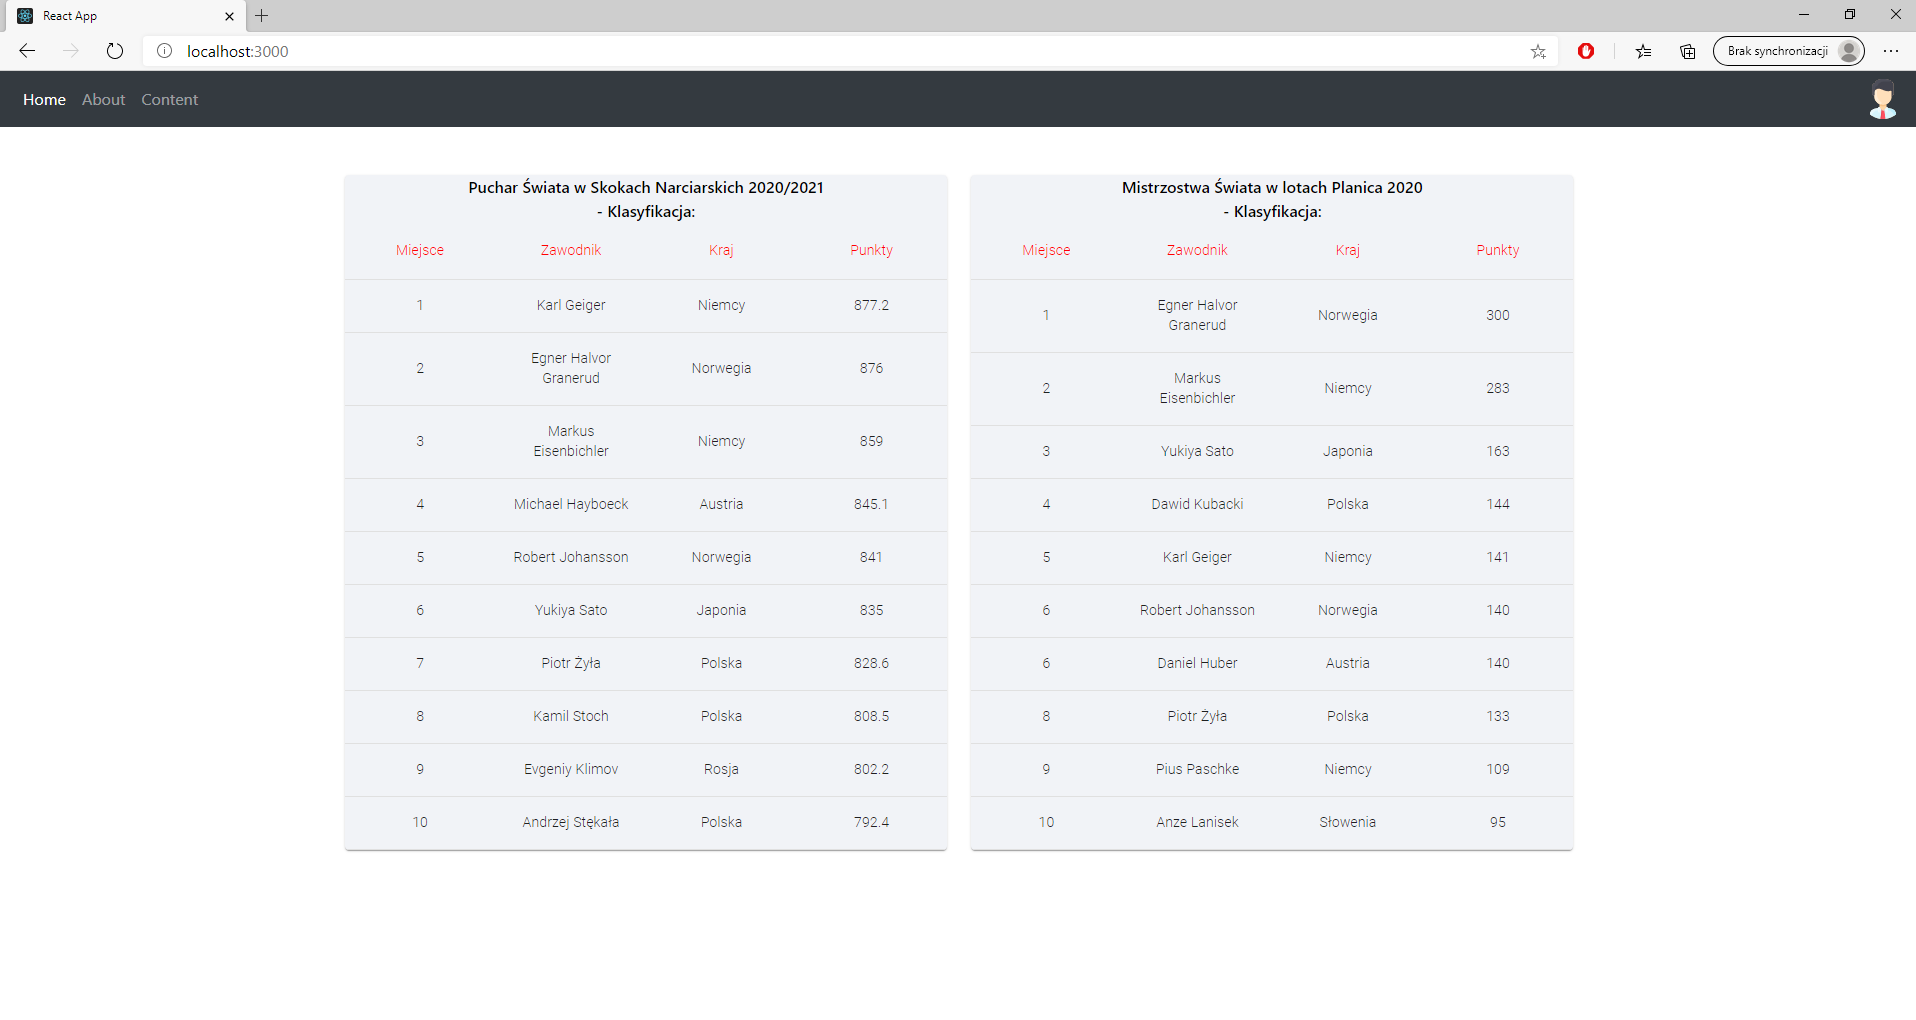 React App
localhost:3000
Brak synchronizacji
Home About Content
Puchar Świata w Skokach Narciarskich 2020/2021
- Klasyfikacja:
Miejsce Zawodnik Kraj Punkty
1 Karl Geiger Niemcy 877.2
2 Egner Halvor Granerud Norwegia 876
3 Markus Eisenbichler Niemcy 859
4 Michael Hayboeck Austria 845.1
5 Robert Johansson Norwegia 841
6 Yukiya Sato Japonia 835
7 Piotr Żyła Polska 828.6
8 Kamil Stoch Polska 808.5
9 Evgeniy Klimov Rosja 802.2
10 Andrzej Stękała Polska 792.4
Mistrzostwa Świata w lotach Planica 2020
- Klasyfikacja:
Miejsce Zawodnik Kraj Punkty
1 Egner Halvor Granerud Norwegia 300
2 Markus Eisenbichler Niemcy 283
3 Yukiya Sato Japonia 163
4 Dawid Kubacki Polska 144
5 Karl Geiger Niemcy 141
6 Robert Johansson Norwegia 140
6 Daniel Huber Austria 140
8 Piotr Żyła Polska 133
9 Pius Paschke Niemcy 109
10 Anze Lanisek Słowenia 95